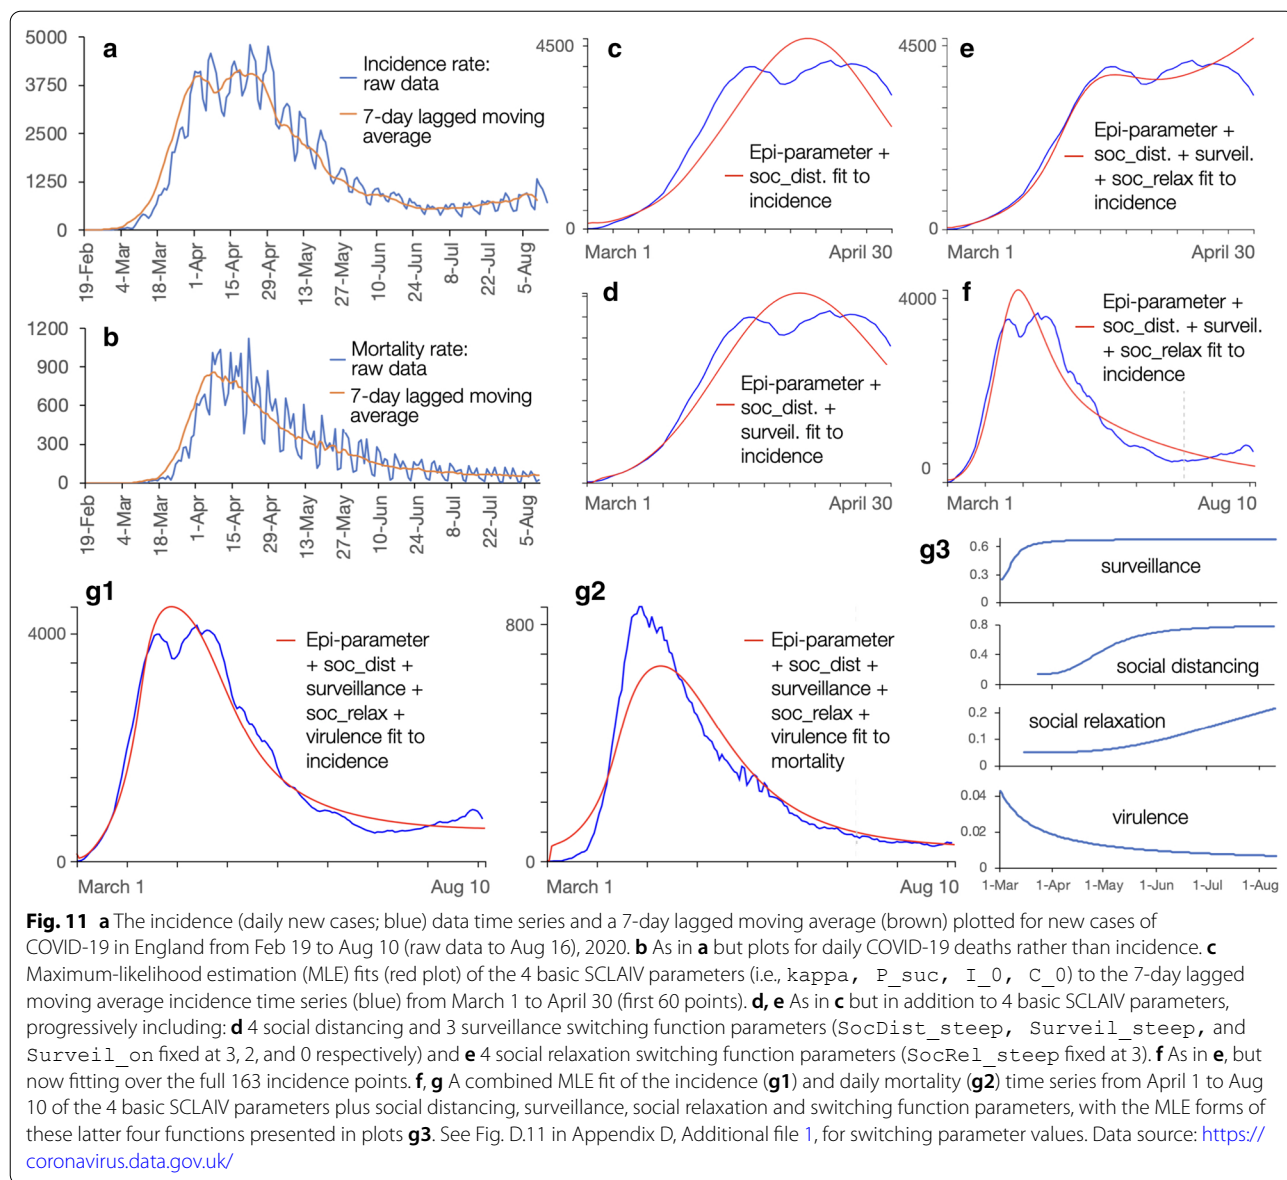 a
5000
3750
2500
1250
0
Incidence rate:
raw data
7-day lagged moving
average
19-Feb
4-Mar
18-Mar
1-Apr
15-Apr
29-Apr
13-May
27-May
10-Jun
24-Jun
8-Jul
22-Jul
5-Aug
b
1200
900
600
300
0
Mortality rate:
raw data
7-day lagged moving
average
19-Feb
4-Mar
18-Mar
1-Apr
15-Apr
29-Apr
13-May
27-May
10-Jun
24-Jun
8-Jul
22-Jul
5-Aug
c
4500
0
Epi-parameter +
soc_dist. fit to
incidence
March 1
April 30
d
Epi-parameter +
soc_dist. +
surveil. fit to
incidence
March 1
April 30
e
4500
0
Epi-parameter +
soc_dist. + surveil.
+ soc_relax fit to
incidence
March 1
April 30
f
4000
0
Epi-parameter +
soc_dist. + surveil.
+ soc_relax fit to
incidence
March 1
Aug 10
g1
4000
0
Epi-parameter
+ soc_dist +
surveillance +
soc_relax +
virulence fit to
incidence
March 1
Aug 10
g2
800
0
Epi-parameter
+ soc_dist +
surveillance +
soc_relax +
virulence fit to
mortality
March 1
Aug 10
g3
0.6
0.3
0
surveillance
0.8
0.4
0
social distancing
0.2
0.1
0
social relaxation
0.04
0.02
0
virulence
1-Mar
1-Apr
1-May
1-Jun
1-Jul
1-Aug
Fig. 11 a The incidence (daily new cases; blue) data time series and a 7-day lagged moving average (brown) plotted for new cases of
COVID-19 in England from Feb 19 to Aug 10 (raw data to Aug 16), 2020. b As in a but plots for daily COVID-19 deaths rather than incidence. c
Maximum-likelihood estimation (MLE) fits (red plot) of the 4 basic SCLAIV parameters (i.e., kappa, P_suc, I_0, C_0) to the 7-day lagged
moving average incidence time series (blue) from March 1 to April 30 (first 60 points). d, e As in c but in addition to 4 basic SCLAIV parameters,
progressively including: d 4 social distancing and 3 surveillance switching function parameters (SocDist_steep, Surveil_steep, and
Surveil_on fixed at 3, 2, and 0 respectively) and e 4 social relaxation switching function parameters (SocRel_steep fixed at 3). f As in e, but
now fitting over the full 163 incidence points. f, g A combined MLE fit of the incidence (g1) and daily mortality (g2) time series from April 1 to Aug
10 of the 4 basic SCLAIV parameters plus social distancing, surveillance, social relaxation and switching function parameters, with the MLE forms of
these latter four functions presented in plots g3. See Fig. D.11 in Appendix D, Additional file 1, for switching parameter values. Data source: https://
coronavirus.data.gov.uk/